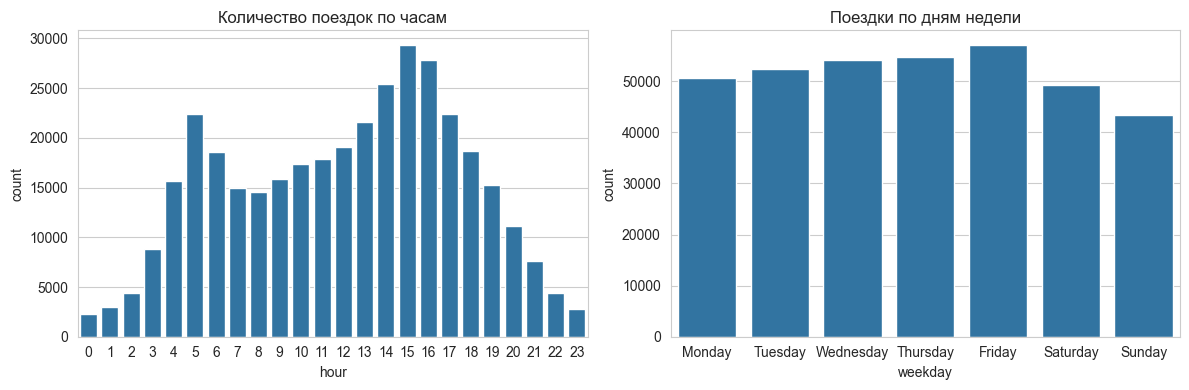 Количество поездок по часам
30000
25000
20000
15000
10000
5000
0
count
0 1 2 3 4 5 6 7 8 9 10 11 12 13 14 15 16 17 18 19 20 21 22 23
hour
Поездки по дням недели
50000
40000
30000
20000
10000
0
count
Monday Tuesday Wednesday Thursday Friday Saturday Sunday
weekday